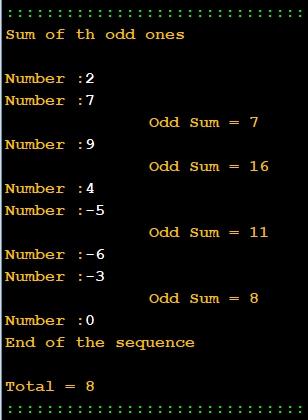 ::::::::::::::::::::::::::::::
Sum of th odd ones
Number :2
Number :7
Odd Sum = 7
Number :9
Odd Sum = 16
Number :4
Number :-5
Odd Sum = 11
Number :-6
Number :-3
Odd Sum = 8
Number :0
End of the sequence
Total = 8
::::::::::::::::::::::::::::::